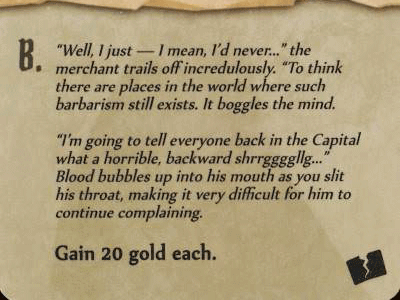 B. "Well, I just — I mean, I'd never..." the
merchant trails off incredulously. "To think
there are places in the world where such
barbarism still exists. It boggles the mind.
"I'm going to tell everyone back in the Capital
what a horrible, backward shrrggggllg..."
Blood bubbles up into his mouth as you slit
his throat, making it very difficult for him to
continue complaining.
Gain 20 gold each.